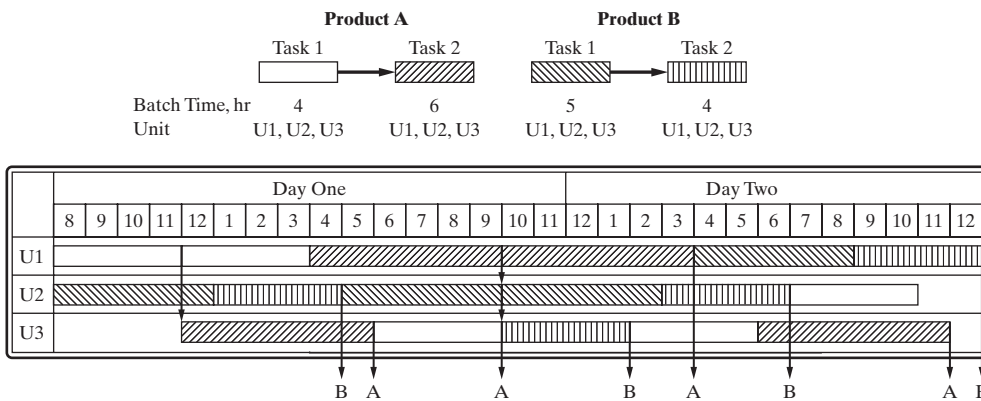 Product A Product B
Task 1 Task 2 Task 1 Task 2
Batch Time, hr 4 6 5 4
Unit U1, U2, U3 U1, U2, U3 U1, U2, U3 U1, U2, U3
Day One Day Two
8 9 10 11 12 1 2 3 4 5 6 7 8 9 10 11 12 1 2 3 4 5 6 7 8 9 10 11 12
U1
U2
U3
B A A B A B A